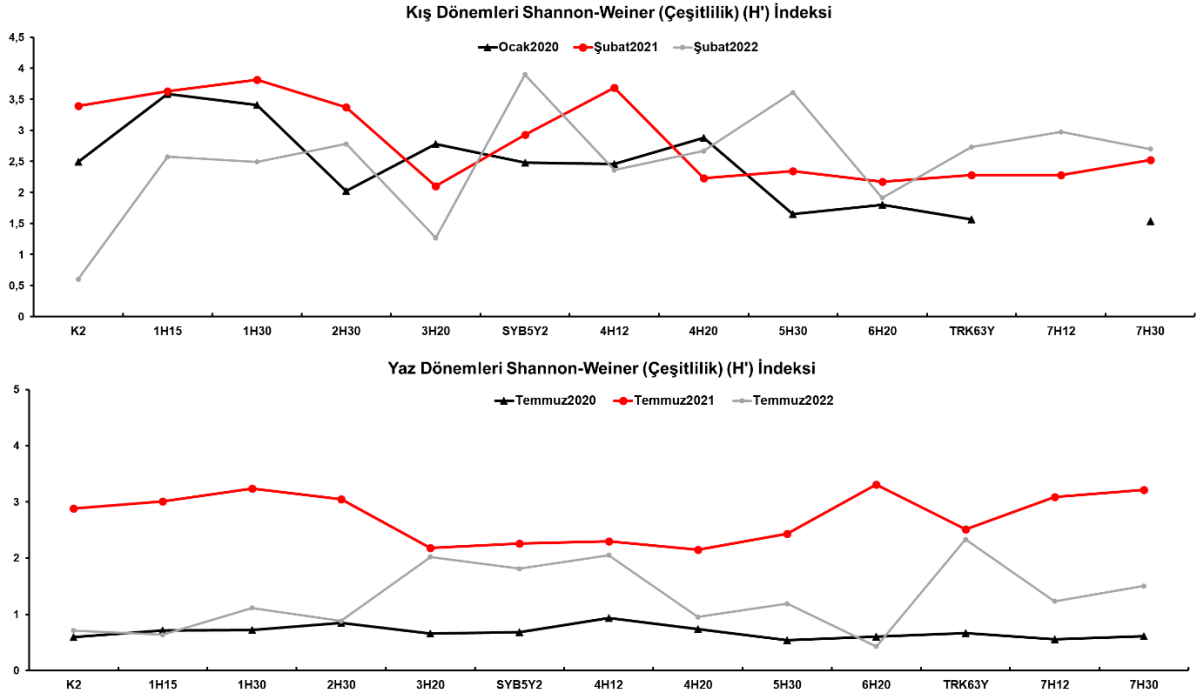 Kış Dönemleri Shannon-Weiner (Çeşitlilik) (H') İndeksi
Ocak2020 Şubat2021 Şubat2022
4,5
4
3,5
3
2,5
2
1,5
1
0,5
0
K2 1H15 1H30 2H30 3H20 SYB5Y2 4H12 4H20 5H30 6H20 TRK63Y 7H12 7H30
Yaz Dönemleri Shannon-Weiner (Çeşitlilik) (H') İndeksi
Temmuz2020 Temmuz2021 Temmuz2022
5
4
3
2
1
0
K2 1H15 1H30 2H30 3H20 SYB5Y2 4H12 4H20 5H30 6H20 TRK63Y 7H12 7H30